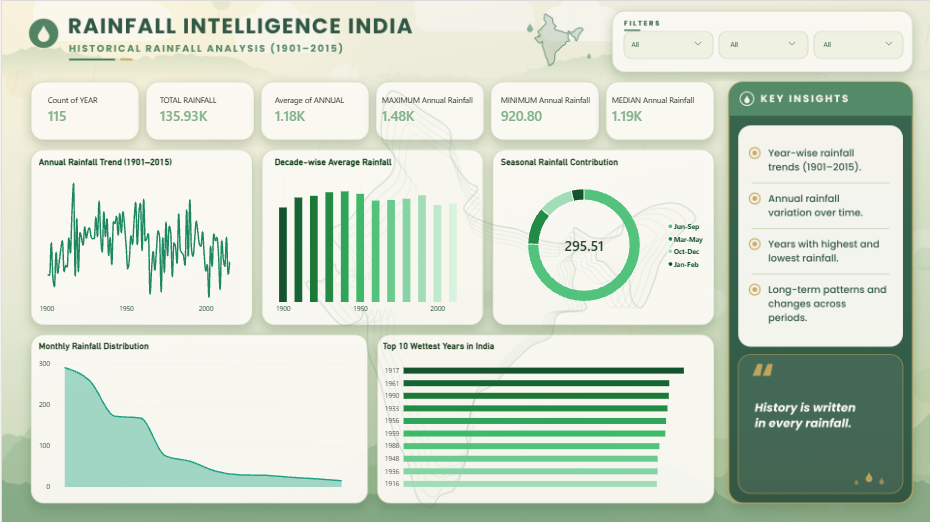 RAINFALL INTELLIGENCE INDIA
HISTORICAL RAINFALL ANALYSIS (1901–2015)
FILTERS
All
All
All
Count of YEAR
115
TOTAL RAINFALL
135.93K
Average of ANNUAL
1.18K
MAXIMUM Annual Rainfall
1.48K
MINIMUM Annual Rainfall
920.80
MEDIAN Annual Rainfall
1.19K
KEY INSIGHTS
Year-wise rainfall
trends (1901–2015).
Annual rainfall
variation over time.
Years with highest and
lowest rainfall.
Long-term patterns and
changes across
periods.
Annual Rainfall Trend (1901–2015)
1900
1950
2000
Decade-wise Average Rainfall
1900
1950
2000
Seasonal Rainfall Contribution
295.51
Jun-Sep
Mar-May
Oct-Dec
Jan-Feb
Monthly Rainfall Distribution
300
200
100
0
Top 10 Wettest Years in India
1917
1961
1990
1933
1956
1959
1988
1948
1936
1916
"
History is written
in every rainfall.